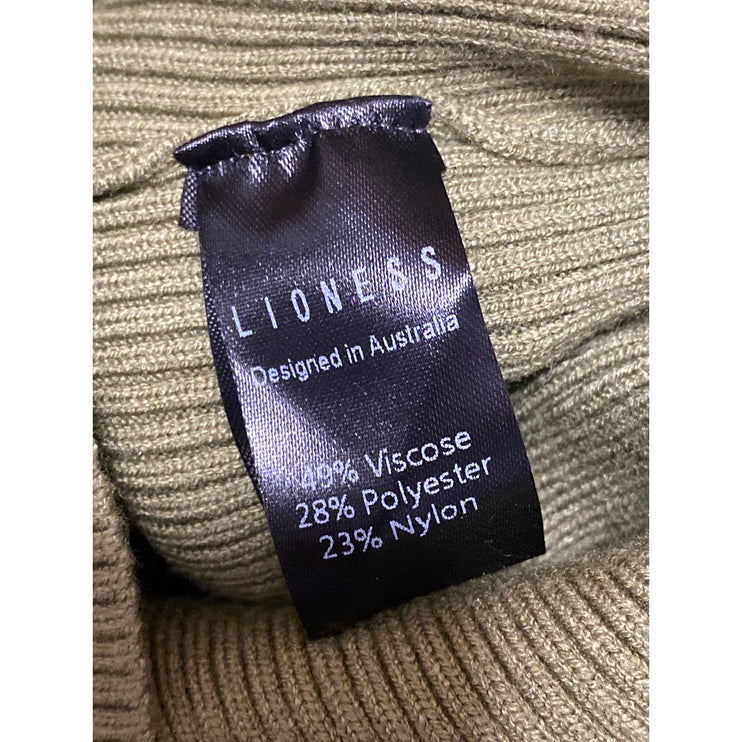 LIONESS
Designed in Australia
49% Viscose
28% Polyester
23% Nylon